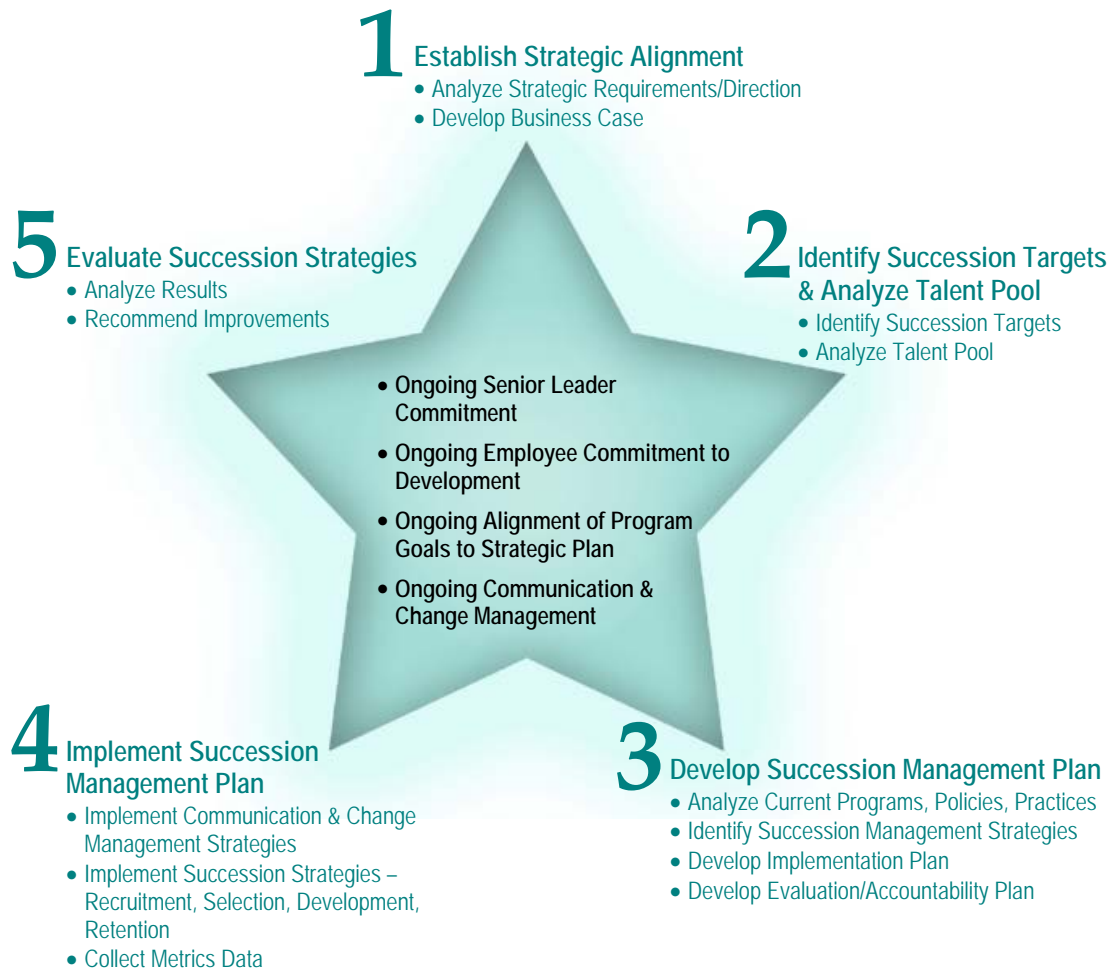 1
Establish Strategic Alignment
• Analyze Strategic Requirements/Direction
• Develop Business Case
2
Identify Succession Targets
& Analyze Talent Pool
• Identify Succession Targets
• Analyze Talent Pool
3
Develop Succession Management Plan
• Analyze Current Programs, Policies, Practices
• Identify Succession Management Strategies
• Develop Implementation Plan
• Develop Evaluation/Accountability Plan
4
Implement Succession
Management Plan
• Implement Communication & Change
Management Strategies
• Implement Succession Strategies –
Recruitment, Selection, Development,
Retention
• Collect Metrics Data
5
Evaluate Succession Strategies
• Analyze Results
• Recommend Improvements
• Ongoing Senior Leader
Commitment
• Ongoing Employee Commitment to
Development
• Ongoing Alignment of Program
Goals to Strategic Plan
• Ongoing Communication &
Change Management